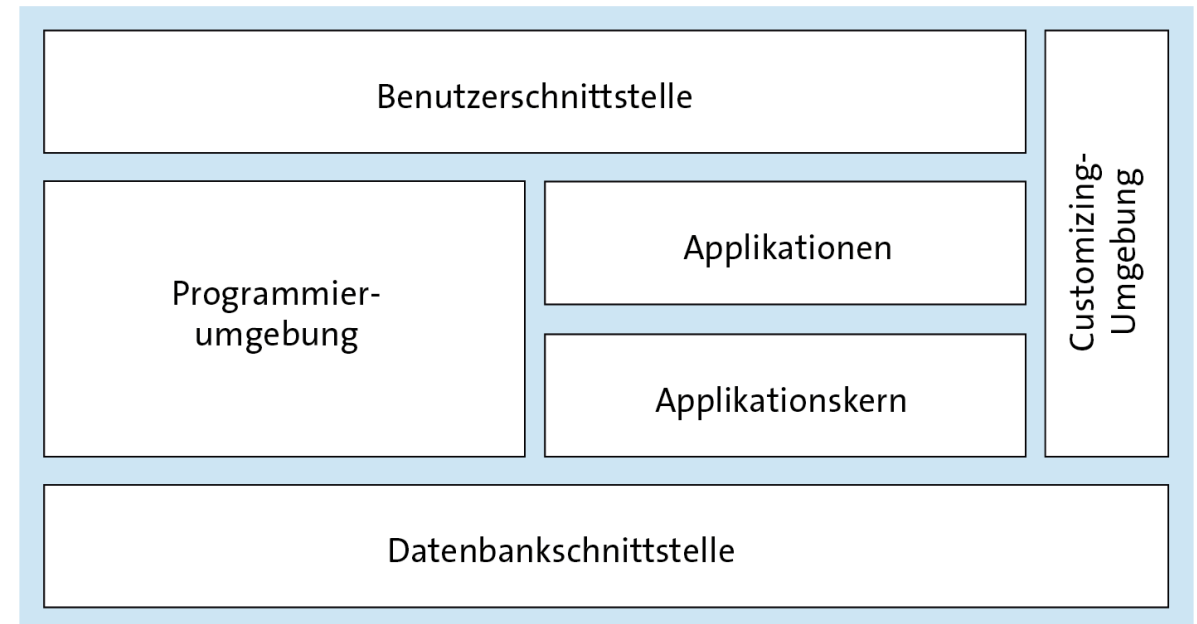 Benutzerschnittstelle
Programmier-
umgebung
Applikationen
Applikationskern
Customizing-
Umgebung
Datenbankschnittstelle